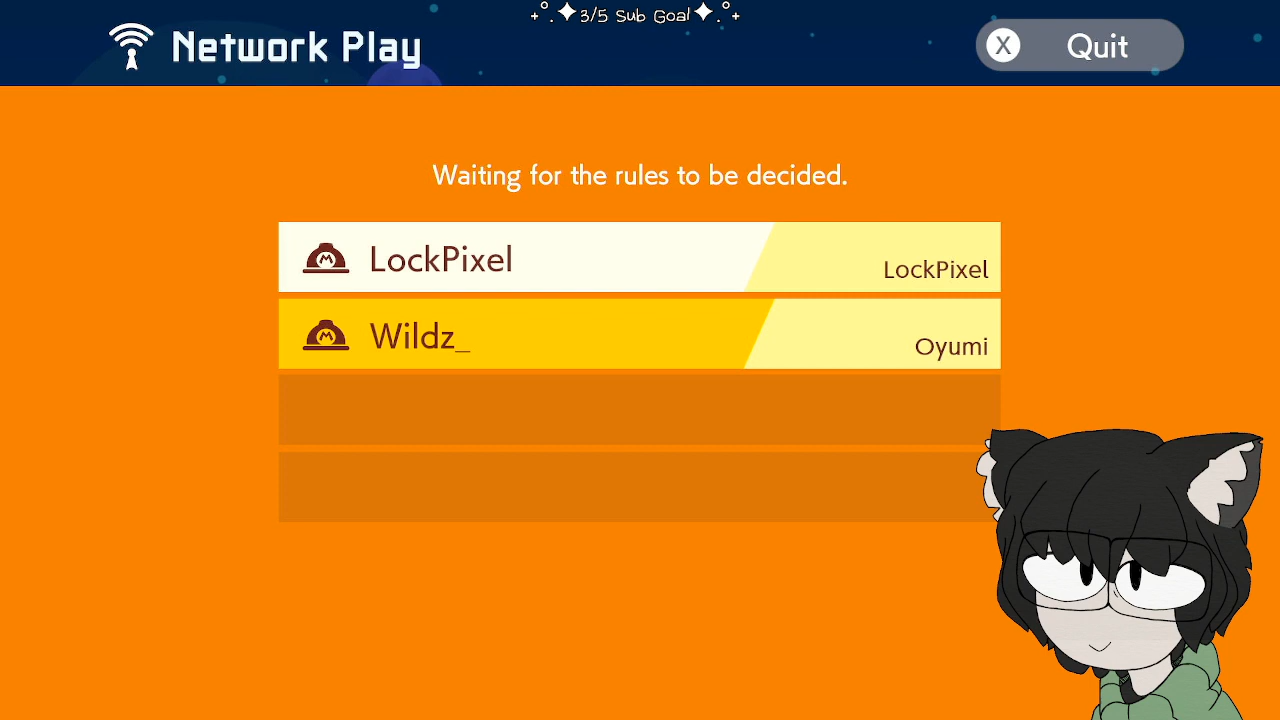 +°.✦3/5 Sub Goal✦.°+
Network Play
X Quit
Waiting for the rules to be decided.
LockPixel LockPixel
Wildz_ Oyumi